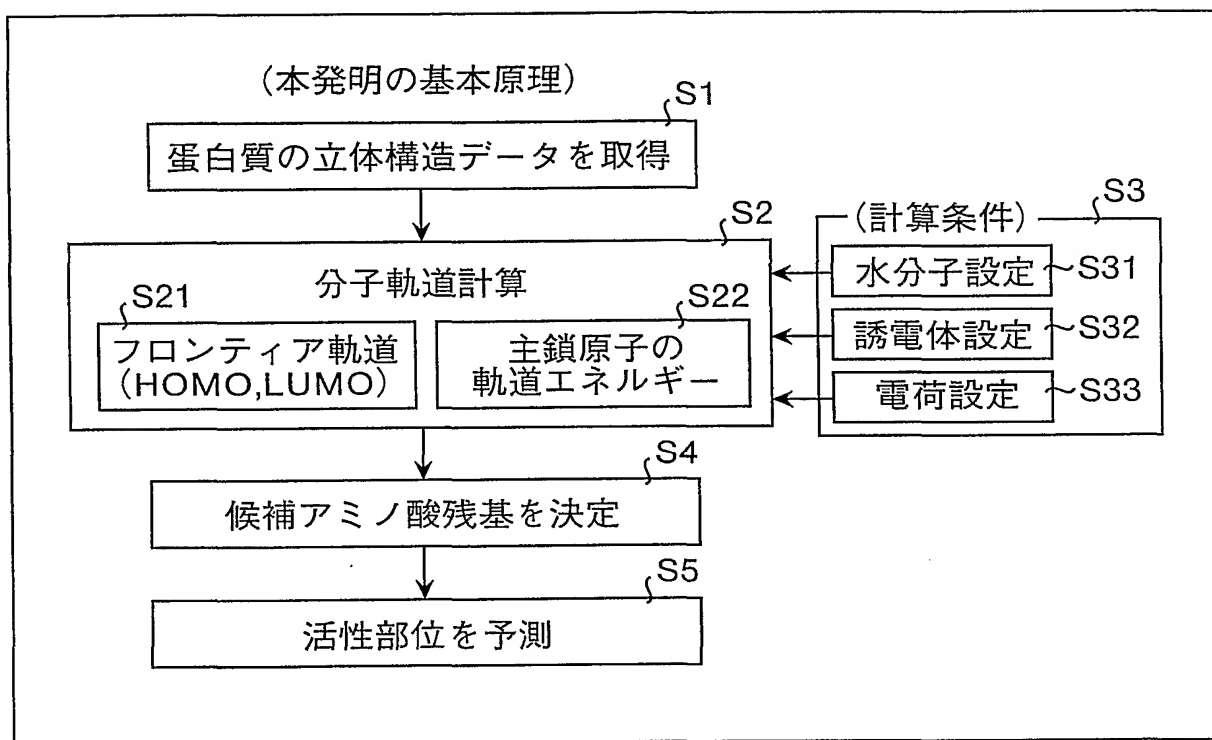 (本発明の基本原理)
S1
蛋白質の立体構造データを取得
S2
分子軌道計算
S21
フロンティア軌道
(HOMO,LUMO)
S22
主鎖原子の
軌道エネルギー
S3
(計算条件)
水分子設定
S31
誘電体設定
S32
電荷設定
S33
S4
候補アミノ酸残基を決定
S5
活性部位を予測